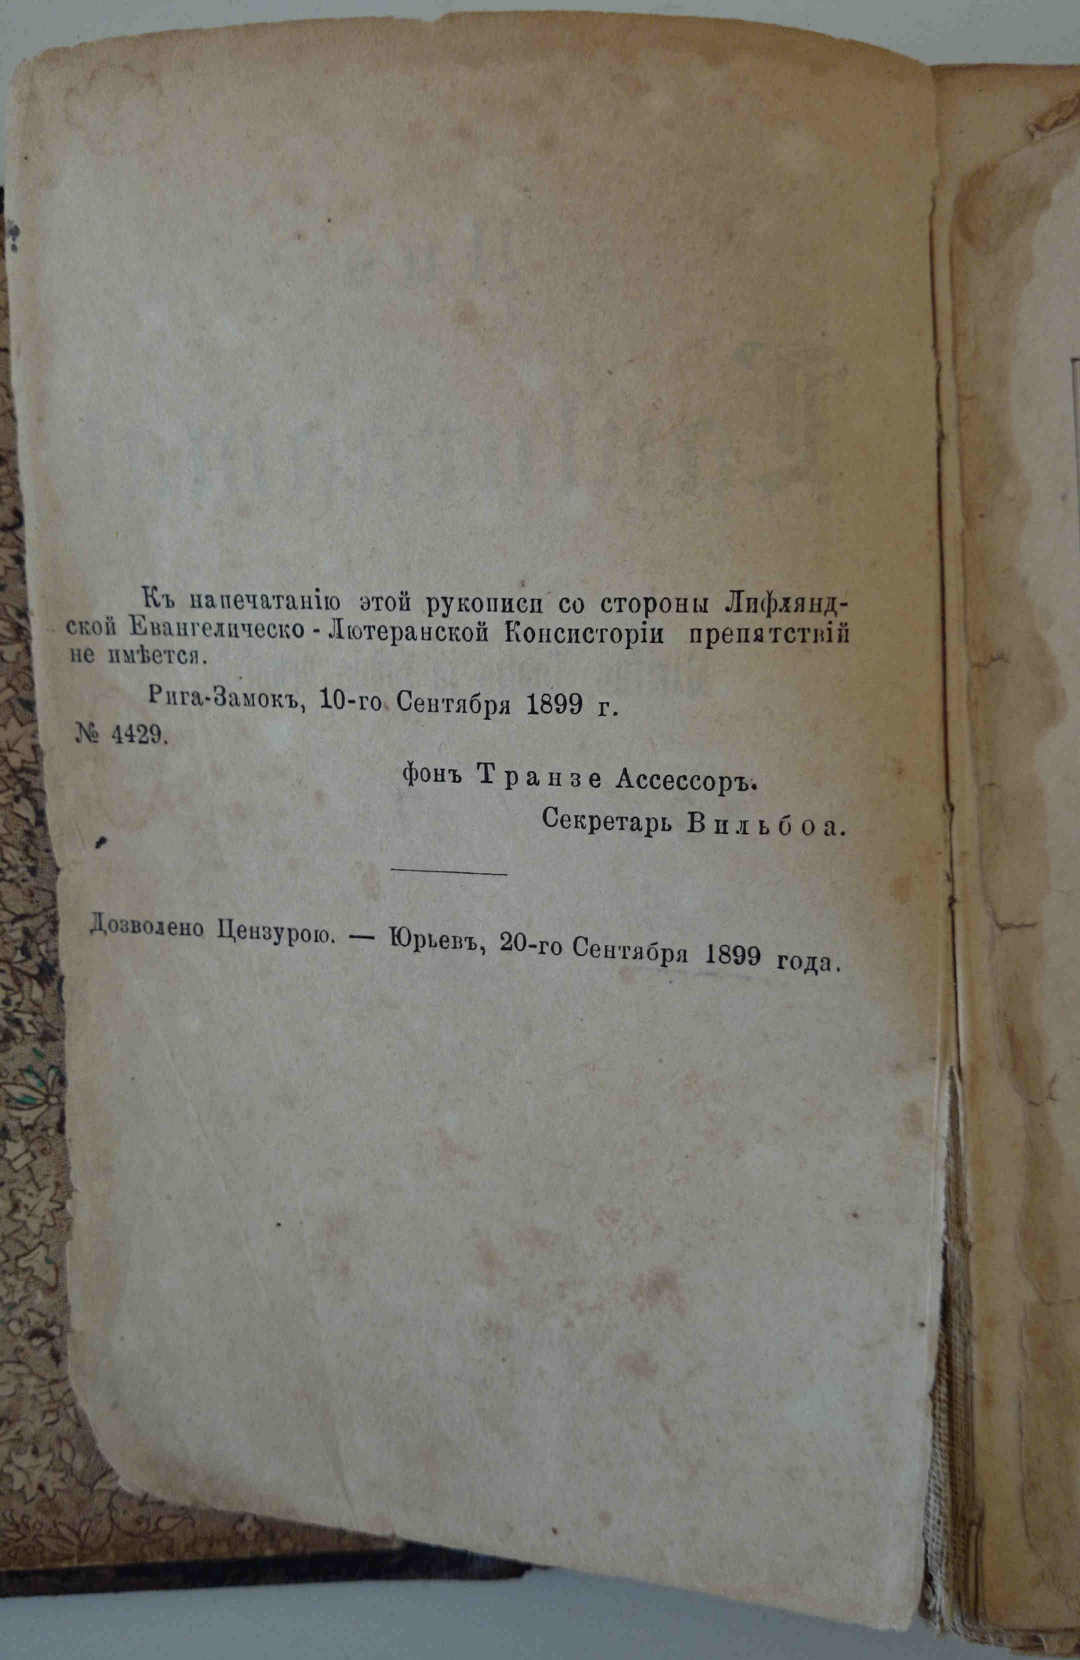 Къ напечатанію этой рукописи со стороны Лифлянд-
ской Евангелическо-Лютеранской Консисторіи препятствій
не имѣется.
Рига-Замокъ, 10-го Сентября 1899 г.
№ 4429.
фонъ Транзе Ассессоръ.
Секретарь Вильбоа.
Дозволено Цензурою. — Юрьевъ, 20-го Сентября 1899 года.